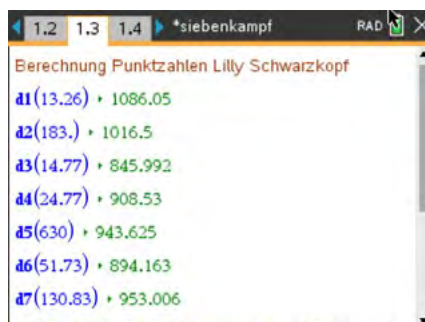 1.2 1.3 1.4 *siebenkampf RAD
Berechnung Punktzahlen Lilly Schwarzkopf
d1(13.26) ▸ 1086.05
d2(183.) ▸ 1016.5
d3(14.77) ▸ 845.992
d4(24.77) ▸ 908.53
d5(630) ▸ 943.625
d6(51.73) ▸ 894.163
d7(130.83) ▸ 953.006